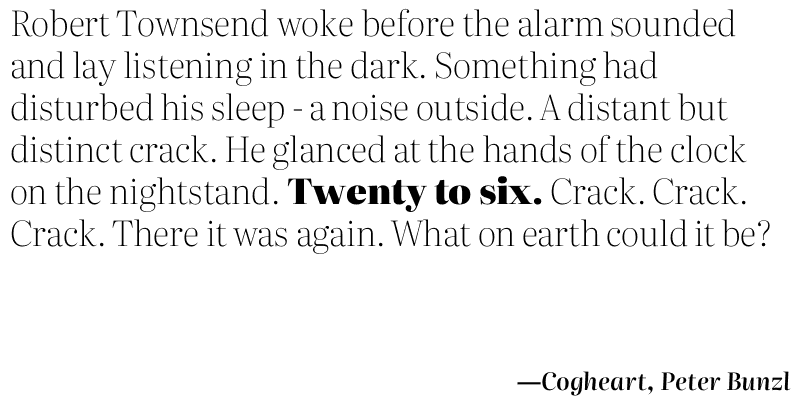 Robert Townsend woke before the alarm sounded
and lay listening in the dark. Something had
disturbed his sleep - a noise outside. A distant but
distinct crack. He glanced at the hands of the clock
on the nightstand. Twenty to six. Crack. Crack.
Crack. There it was again. What on earth could it be?
—Cogheart, Peter Bunzl